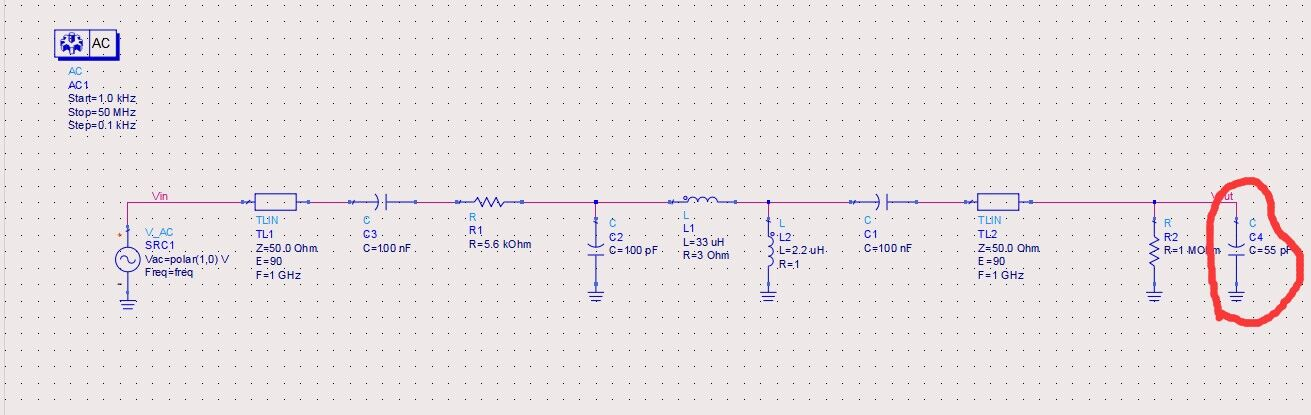 AC
AC
AC1
Start=1.0 kHz
Stop=50 MHz
Step=0.1 kHz
Vin
V_AC
SRC1
Vac=polar(1,0) V
Freq=freq
TLIN
TL1
Z=50.0 Ohm
E=90
F=1 GHz
C
C3
C=100 nF
R
R1
R=5.6 kOhm
C
C2
C=100 pF
L
L1
L=33 uH
R=3 Ohm
L
L2
L=2.2 uH
R=1
C
C1
C=100 nF
TLIN
TL2
Z=50.0 Ohm
E=90
F=1 GHz
R
R2
R=1 MOhm
C
C4
C=55 pF